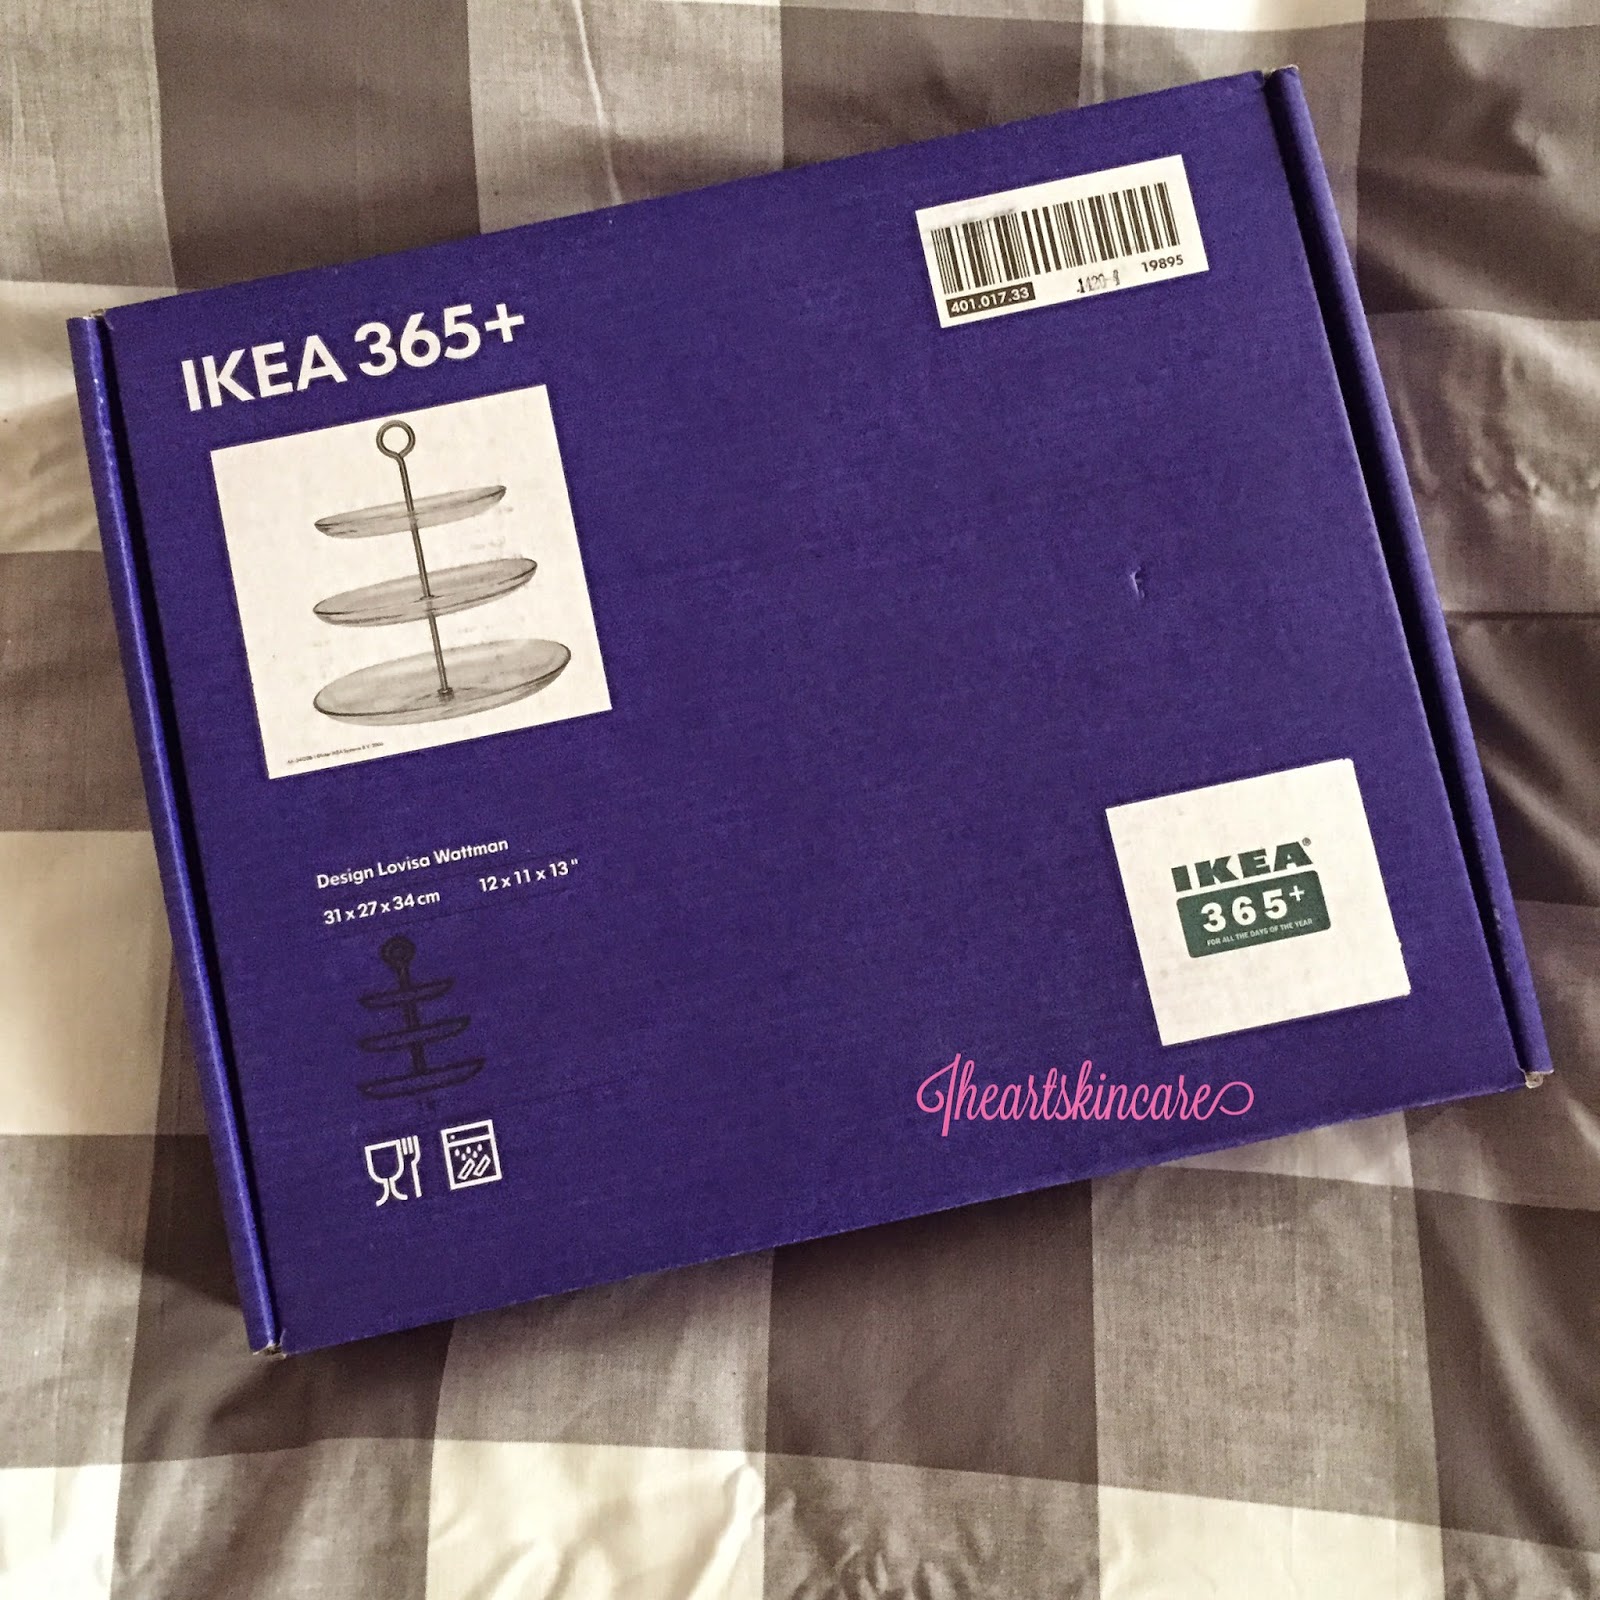 IKEA 365+
401.017.33
19895
Design Lovisa Wattman
31 x 27 x 34 cm 12 x 11 x 13"
IKEA®
365+
FOR ALL THE DAYS OF THE YEAR
Iheartskincare